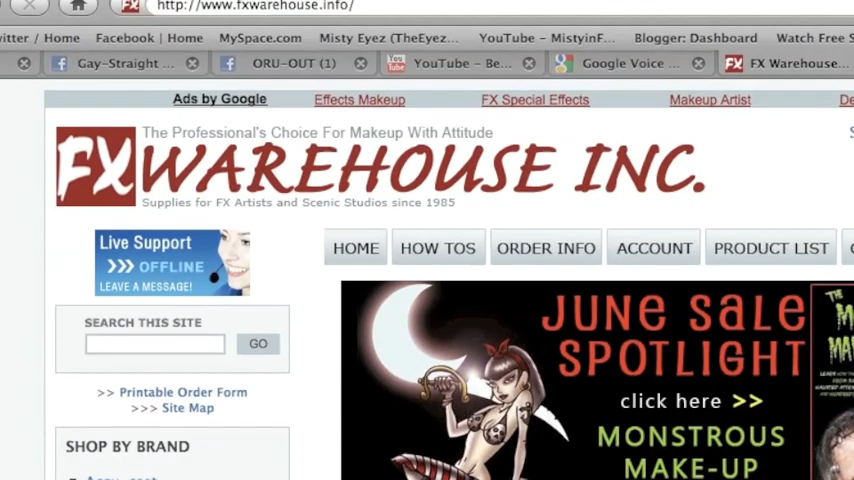 http://www.fxwarehouse.info/
witter / Home Facebook | Home MySpace.com Misty Eyez (TheEyez... YouTube – MistyinF... Blogger: Dashboard Watch Free S
Gay-Straight ... ORU-OUT (1) YouTube - Be... Google Voice ... FX Warehouse...
Ads by Google Effects Makeup FX Special Effects Makeup Artist De
The Professional's Choice For Makeup With Attitude
FX WAREHOUSE INC.
Supplies for FX Artists and Scenic Studios since 1985
Live Support
>>> OFFLINE
LEAVE A MESSAGE!
HOME HOW TOS ORDER INFO ACCOUNT PRODUCT LIST
SEARCH THIS SITE
GO
>> Printable Order Form
>>> Site Map
SHOP BY BRAND
JUNE SALE
SPOTLIGHT
click here >>
MONSTROUS
MAKE-UP
THE